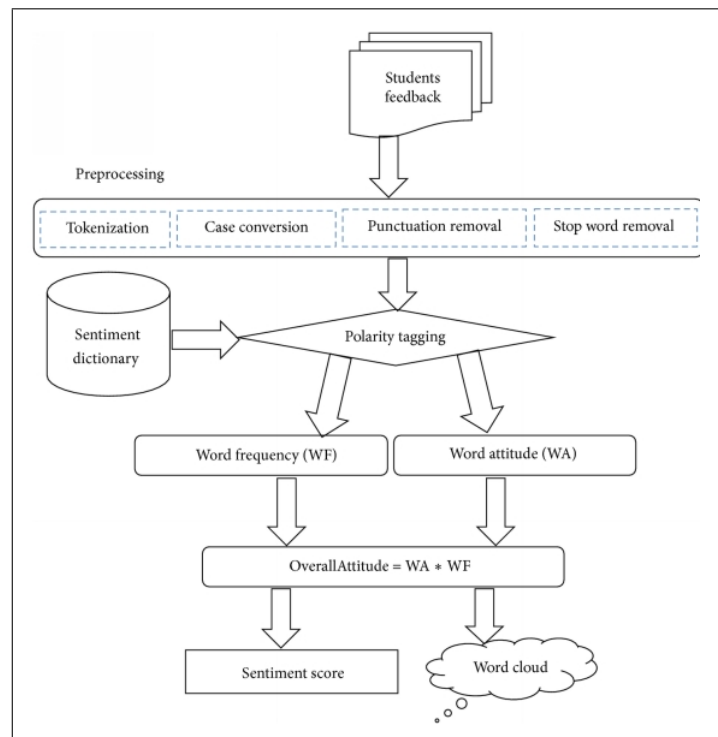 Students
feedback
Preprocessing
Tokenization
Case conversion
Punctuation removal
Stop word removal
Sentiment
dictionary
Polarity tagging
Word frequency (WF)
Word attitude (WA)
OverallAttitude = WA * WF
Sentiment score
Word cloud